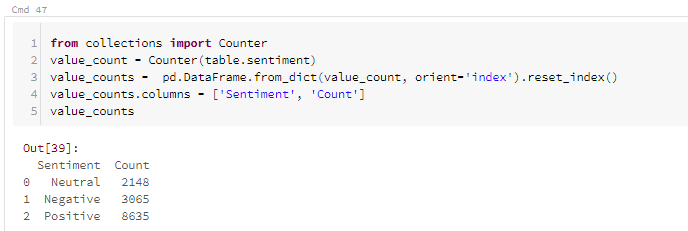 Cmd 47
1 from collections import Counter
2 value_count = Counter(table.sentiment)
3 value_counts =  pd.DataFrame.from_dict(value_count, orient='index').reset_index()
4 value_counts.columns = ['Sentiment', 'Count']
5 value_counts
Out[39]:
Sentiment Count
0 Neutral 2148
1 Negative 3065
2 Positive 8635